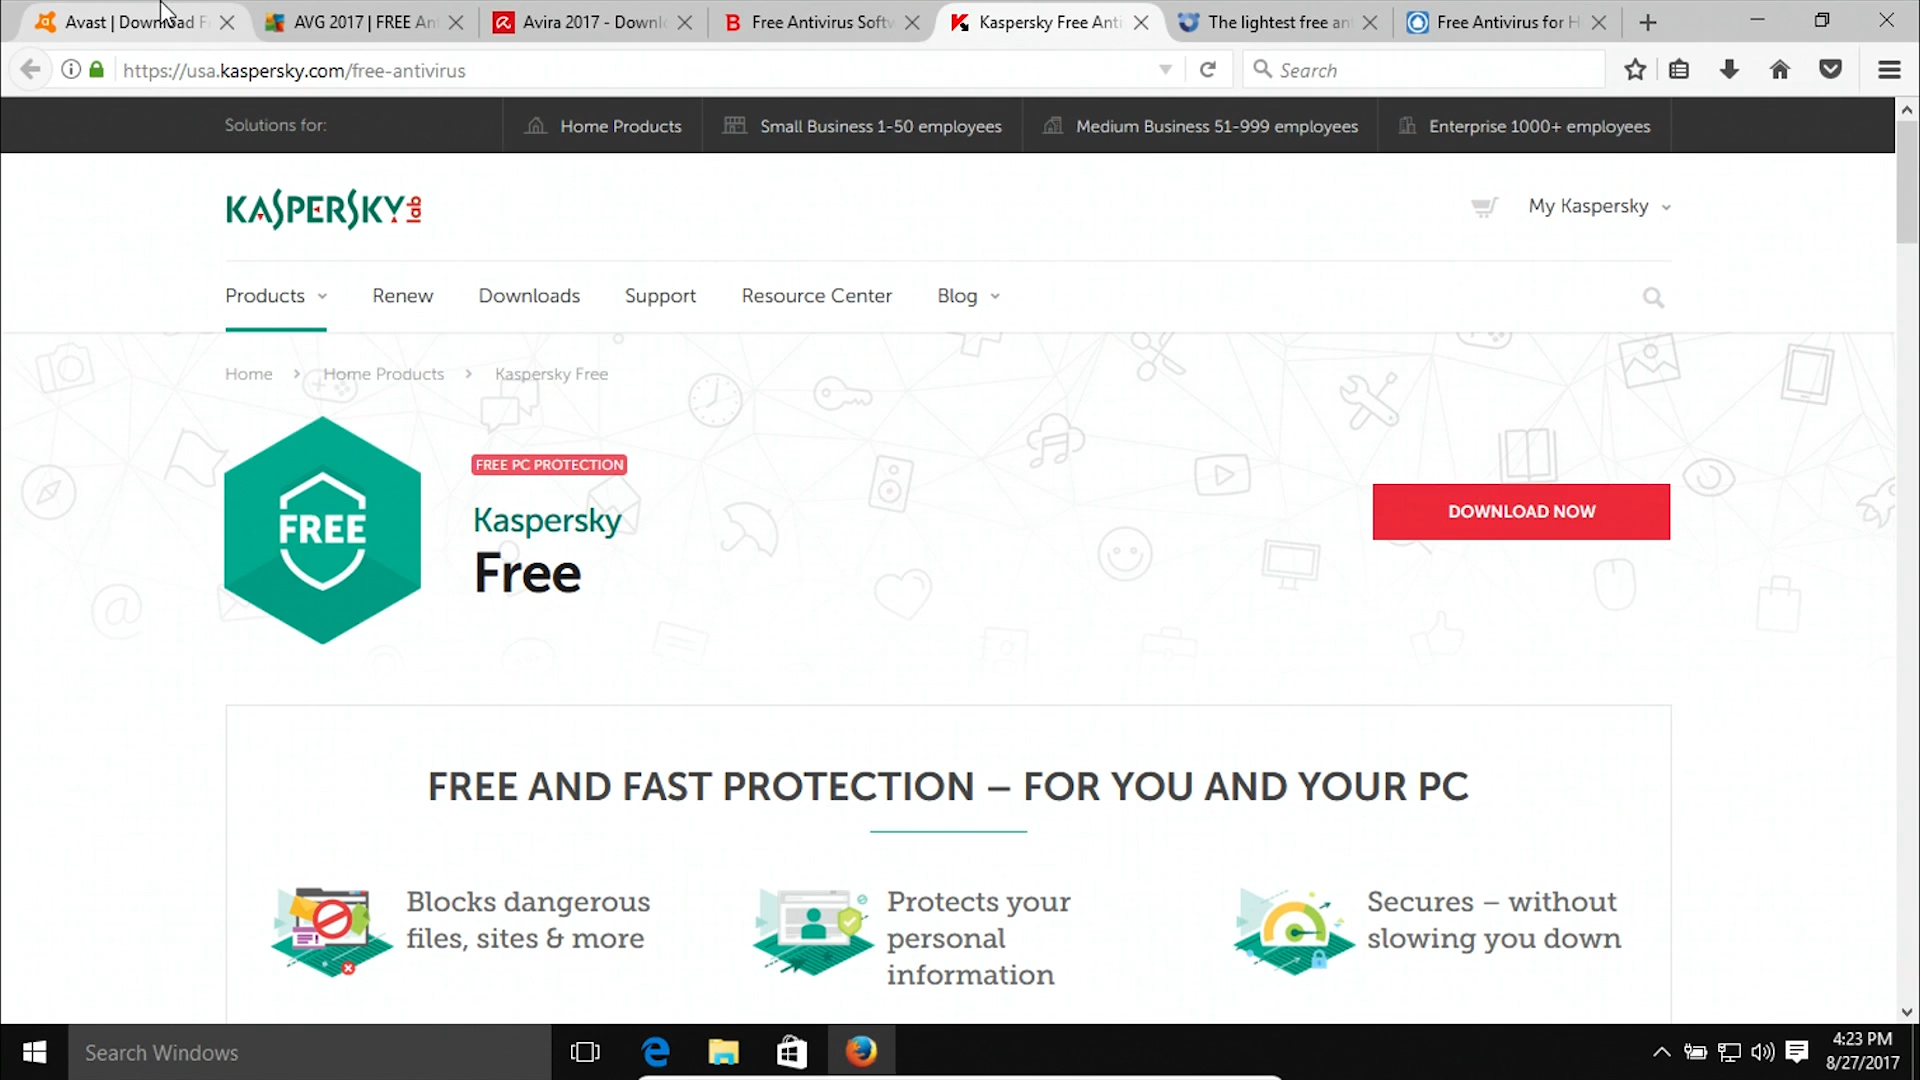 Avast | Download F
AVG 2017 | FREE An
Avira 2017 - Downl
Free Antivirus Softw
Kaspersky Free Anti
The lightest free an
Free Antivirus for H
https://usa.kaspersky.com/free-antivirus
Search
Solutions for:
Home Products
Small Business 1-50 employees
Medium Business 51-999 employees
Enterprise 1000+ employees
KASPERSKY lab
My Kaspersky
Products
Renew
Downloads
Support
Resource Center
Blog
Home > Home Products > Kaspersky Free
FREE
FREE PC PROTECTION
Kaspersky
Free
DOWNLOAD NOW
FREE AND FAST PROTECTION – FOR YOU AND YOUR PC
Blocks dangerous
files, sites & more
Protects your
personal
information
Secures – without
slowing you down
Search Windows
4:23 PM
8/27/2017